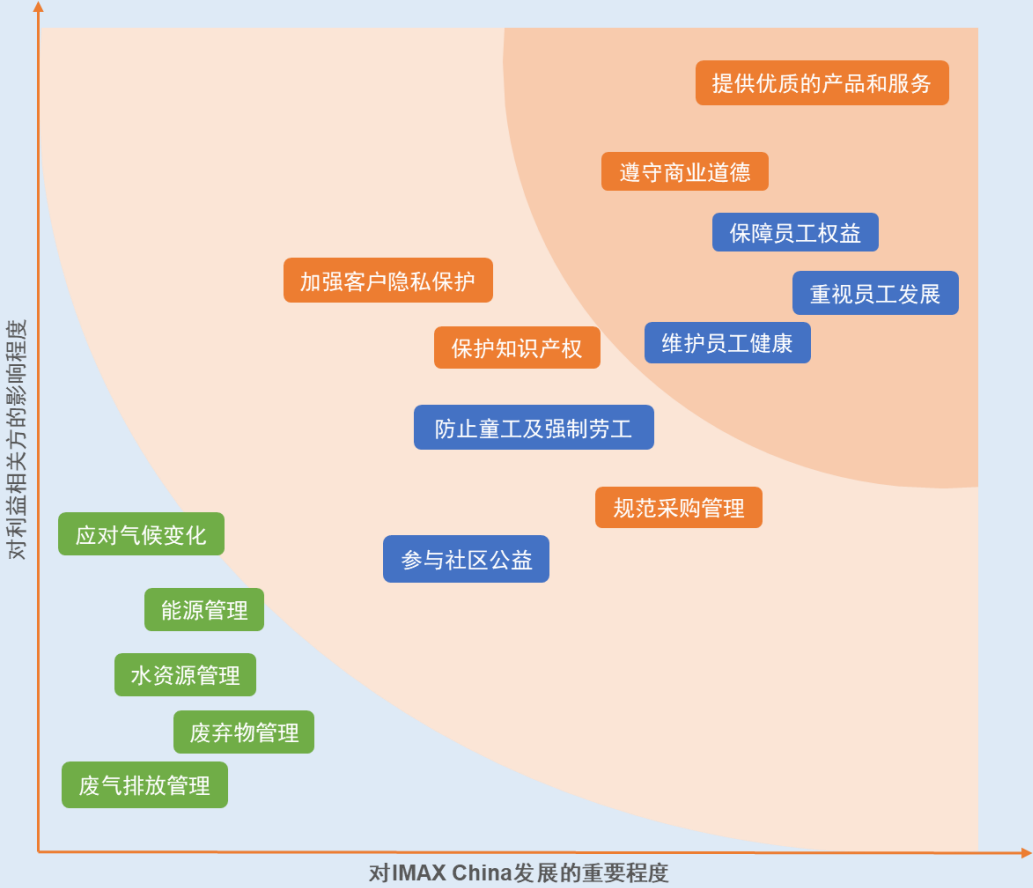 提供优质的产品和服务
遵守商业道德
保障员工权益
加强客户隐私保护
重视员工发展
保护知识产权
维护员工健康
防止童工及强制劳工
规范采购管理
应对气候变化
参与社区公益
能源管理
水资源管理
废弃物管理
废气排放管理
对利益相关方的影响程度
对IMAX China发展的重要程度